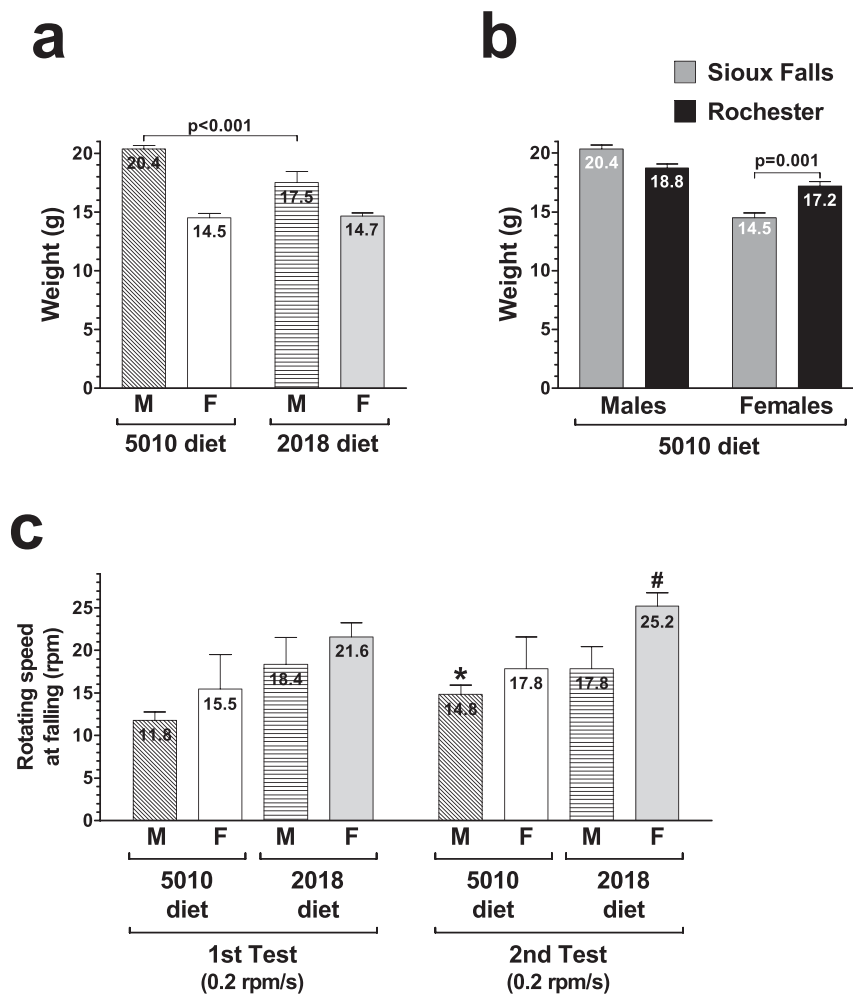 a
p<0.001
20
15
10
5
0
Weight (g)
20.4
14.5
17.5
14.7
M F M F
5010 diet 2018 diet
b
Sioux Falls
Rochester
p=0.001
20
15
10
5
0
Weight (g)
20.4
18.8
14.5
17.2
Males Females
5010 diet
c
25
20
15
10
5
0
Rotating speed
at falling (rpm)
11.8
15.5
18.4
21.6
*
14.8
17.8
17.8
#
25.2
M F M F M F M F
5010 2018 5010 2018
diet diet diet diet
1st Test 2nd Test
(0.2 rpm/s) (0.2 rpm/s)